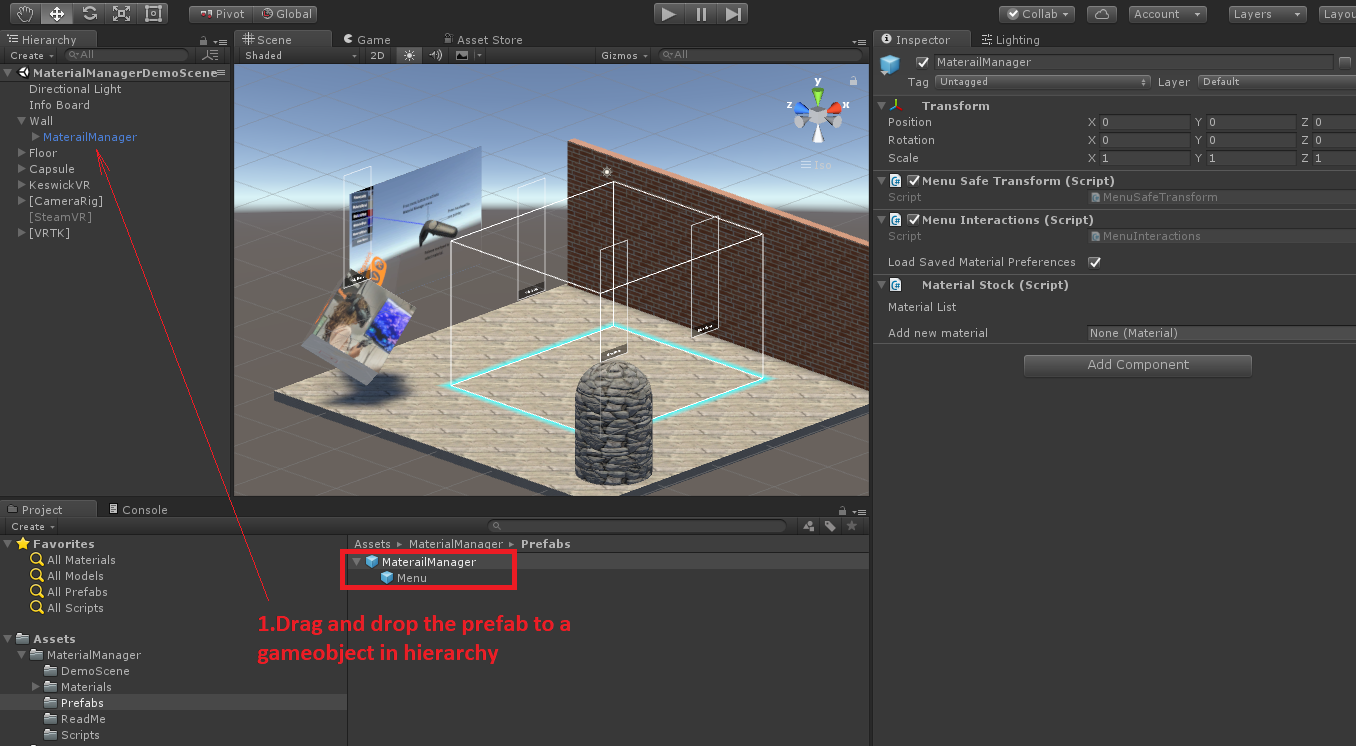 Pivot Global Collab Account Layers Layou
Hierarchy
Create All
MaterialManagerDemoScene
Directional Light
Info Board
Wall
MaterailManager
Floor
Capsule
KeswickVR
[CameraRig]
[SteamVR]
[VRTK]
Scene Game Asset Store
Shaded 2D Gizmos All
y
z x
Iso
Inspector Lighting
MaterailManager
Tag Untagged Layer Default
Transform
Position X 0 Y 0 Z 0
Rotation X 0 Y 0 Z 0
Scale X 1 Y 1 Z 1
C# Menu Safe Transform (Script)
Script MenuSafeTransform
C# Menu Interactions (Script)
Script MenuInteractions
Load Saved Material Preferences
C# Material Stock (Script)
Material List
Add new material None (Material)
Add Component
Project Console
Create
Favorites
All Materials
All Models
All Prefabs
All Scripts
Assets
MaterialManager
DemoScene
Materials
Prefabs
ReadMe
Scripts
Assets MaterialManager Prefabs
MaterailManager
Menu
1.Drag and drop the prefab to a
gameobject in hierarchy